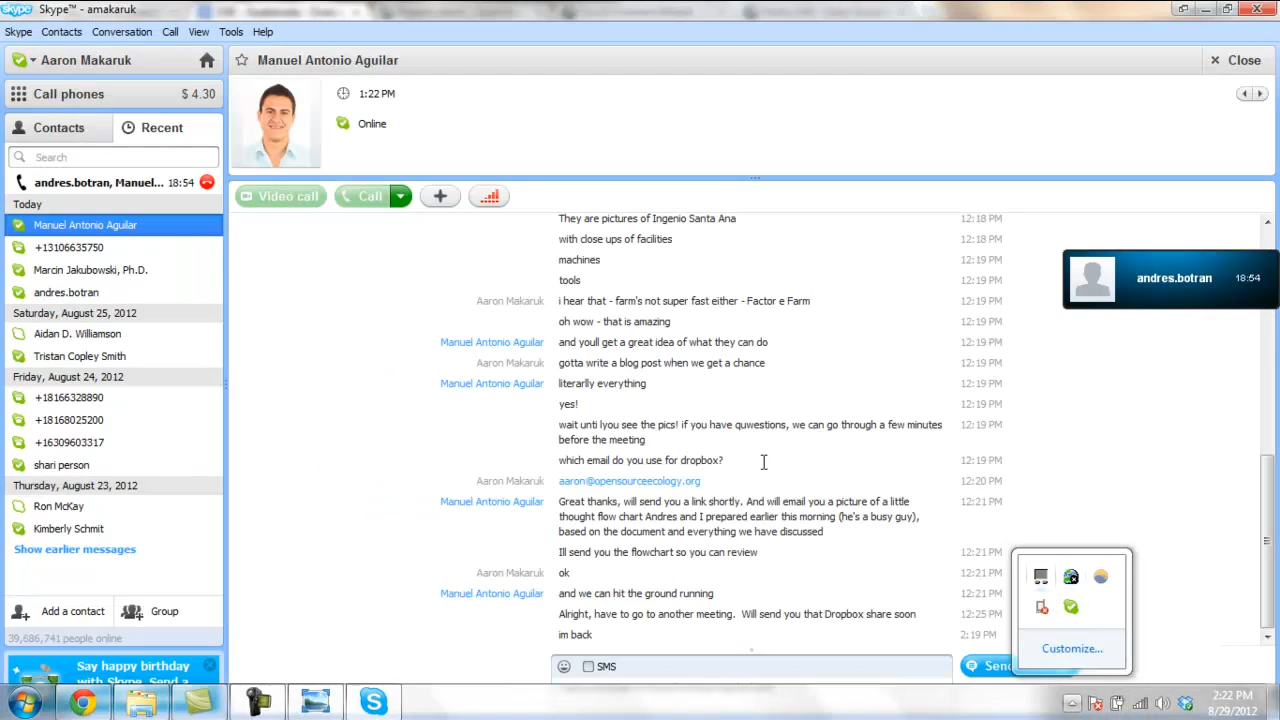 Skype™ - amakaruk
Skype Contacts Conversation Call View Tools Help
Aaron Makaruk
Call phones $ 4.30
Contacts Recent
Search
andres.botran, Manuel... 18:54
Today
Manuel Antonio Aguilar
+13106635750
Marcin Jakubowski, Ph.D.
andres.botran
Saturday, August 25, 2012
Aidan D. Williamson
Tristan Copley Smith
Friday, August 24, 2012
+18166328890
+18168025200
+16309603317
shari person
Thursday, August 23, 2012
Ron McKay
Kimberly Schmit
Show earlier messages
Add a contact Group
39,686,741 people online
Say happy birthday
with Skype. Send a
Manuel Antonio Aguilar Close
1:22 PM
Online
Video call Call
They are pictures of Ingenio Santa Ana 12:18 PM
with close ups of facilities 12:18 PM
machines 12:19 PM
tools 12:19 PM
Aaron Makaruk i hear that - farm's not super fast either - Factor e Farm 12:19 PM
oh wow - that is amazing 12:19 PM
Manuel Antonio Aguilar and youll get a great idea of what they can do 12:19 PM
Aaron Makaruk gotta write a blog post when we get a chance 12:19 PM
Manuel Antonio Aguilar literarlly everything 12:19 PM
yes! 12:19 PM
wait unti lyou see the pics! if you have quwestions, we can go through a few minutes 12:19 PM
before the meeting
which email do you use for dropbox? 12:19 PM
Aaron Makaruk aaron@opensourceecology.org 12:20 PM
Manuel Antonio Aguilar Great thanks, will send you a link shortly. And will email you a picture of a little 12:21 PM
thought flow chart Andres and I prepared earlier this morning (he's a busy guy),
based on the document and everything we have discussed
Ill send you the flowchart so you can review 12:21 PM
Aaron Makaruk ok 12:21 PM
Manuel Antonio Aguilar and we can hit the ground running 12:21 PM
Alright, have to go to another meeting. Will send you that Dropbox share soon 12:25 PM
im back 2:19 PM
SMS
Send
andres.botran 18:54
Customize...
2:22 PM
8/29/2012